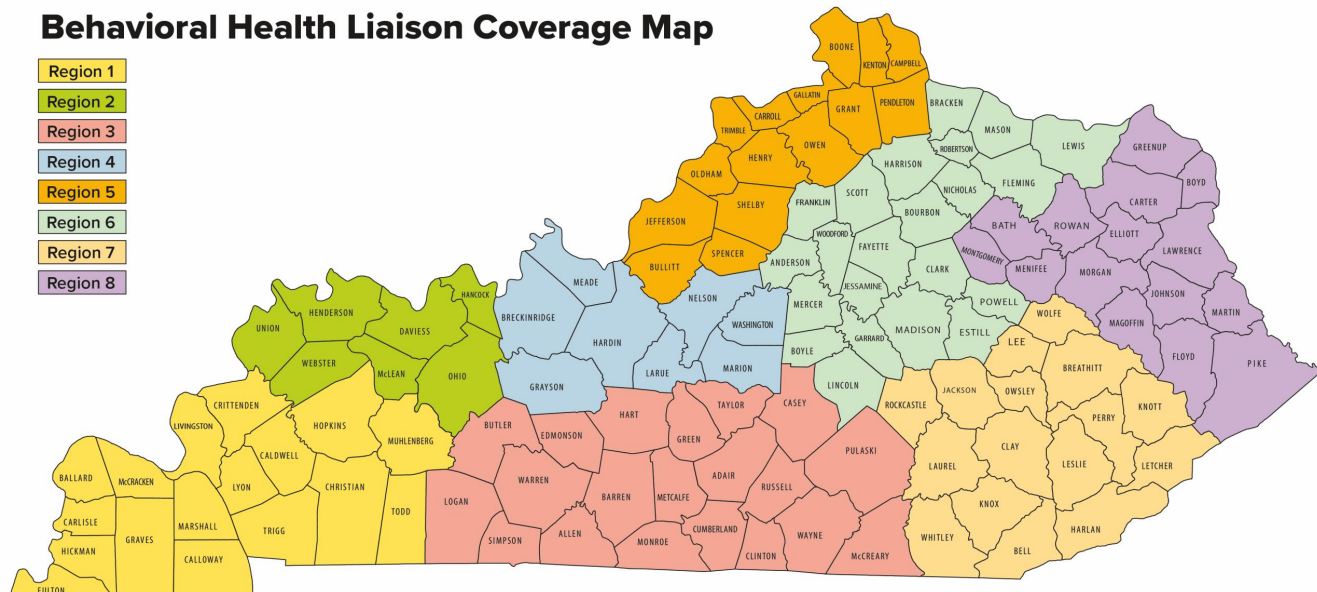 Behavioral Health Liaison Coverage Map
Region 1
Region 2
Region 3
Region 4
Region 5
Region 6
Region 7
Region 8
BOONE
KENTON
CAMPBELL
GALLATIN
CARROLL
TRIMBLE
GRANT
PENDLETON
OWEN
HENRY
OLDHAM
SHELBY
JEFFERSON
SPENCER
BULLITT
BRACKEN
MASON
ROBERTSON
LEWIS
HARRISON
FLEMING
NICHOLAS
SCOTT
FRANKLIN
BOURBON
WOODFORD
FAYETTE
ANDERSON
CLARK
JESSAMINE
MERCER
POWELL
MADISON
ESTILL
GARRARD
BOYLE
LINCOLN
GREENUP
BOYD
CARTER
BATH
ROWAN
ELLIOTT
LAWRENCE
MONTGOMERY
MENIFEE
MORGAN
JOHNSON
MARTIN
MAGOFFIN
FLOYD
PIKE
MEADE
BRECKINRIDGE
NELSON
WASHINGTON
HARDIN
LARUE
MARION
GRAYSON
HANCOCK
HENDERSON
UNION
DAVIESS
WEBSTER
McLEAN
OHIO
CRITTENDEN
LIVINGSTON
HOPKINS
MUHLENBERG
CALDWELL
LYON
CHRISTIAN
TODD
TRIGG
BALLARD
McCRACKEN
CARLISLE
MARSHALL
GRAVES
HICKMAN
CALLOWAY
FULTON
BUTLER
EDMONSON
HART
TAYLOR
CASEY
GREEN
PULASKI
WARREN
ADAIR
LOGAN
BARREN
METCALFE
RUSSELL
SIMPSON
ALLEN
MONROE
CUMBERLAND
CLINTON
WAYNE
McCREARY
WOLFE
LEE
BREATHITT
ROCKCASTLE
JACKSON
OWSLEY
KNOTT
PERRY
CLAY
LAUREL
LESLIE
LETCHER
KNOX
HARLAN
WHITLEY
BELL